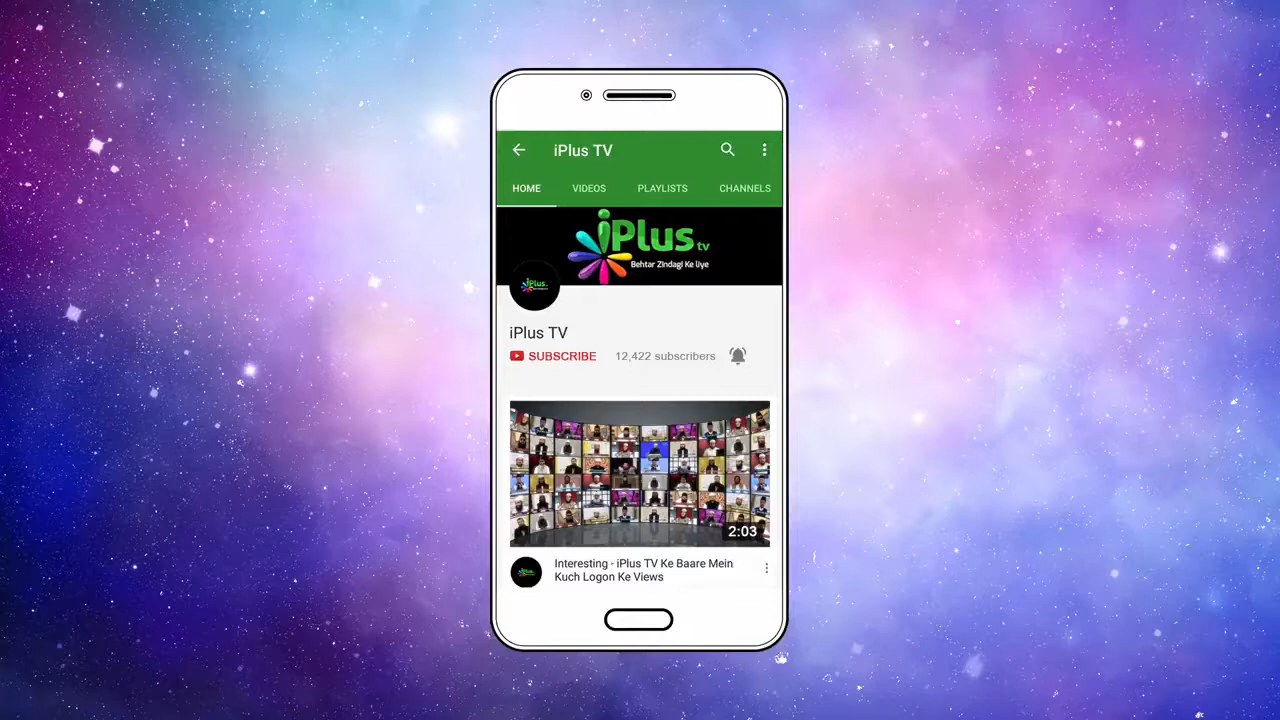 iPlus TV
HOME VIDEOS PLAYLISTS CHANNELS
iPlus tv
Behtar Zindagi Ke liye
iPlus
iPlus TV
SUBSCRIBE 12,422 subscribers
2:03
Interesting - iPlus TV Ke Baare Mein
Kuch Logon Ke Views